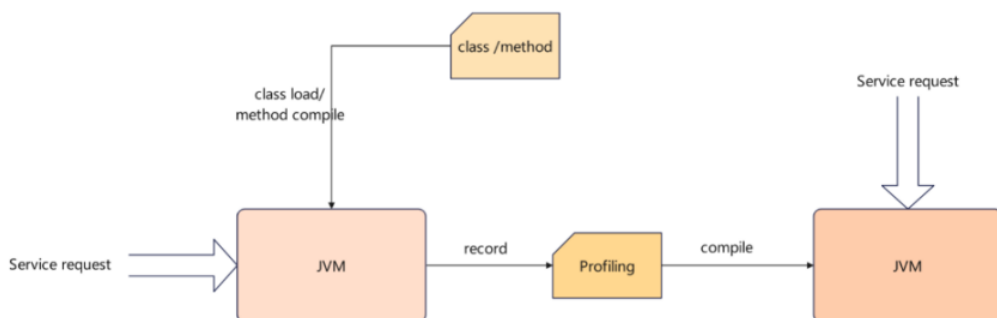 class /method
Service request
class load/
method compile
Service request
JVM
record
Profiling
compile
JVM